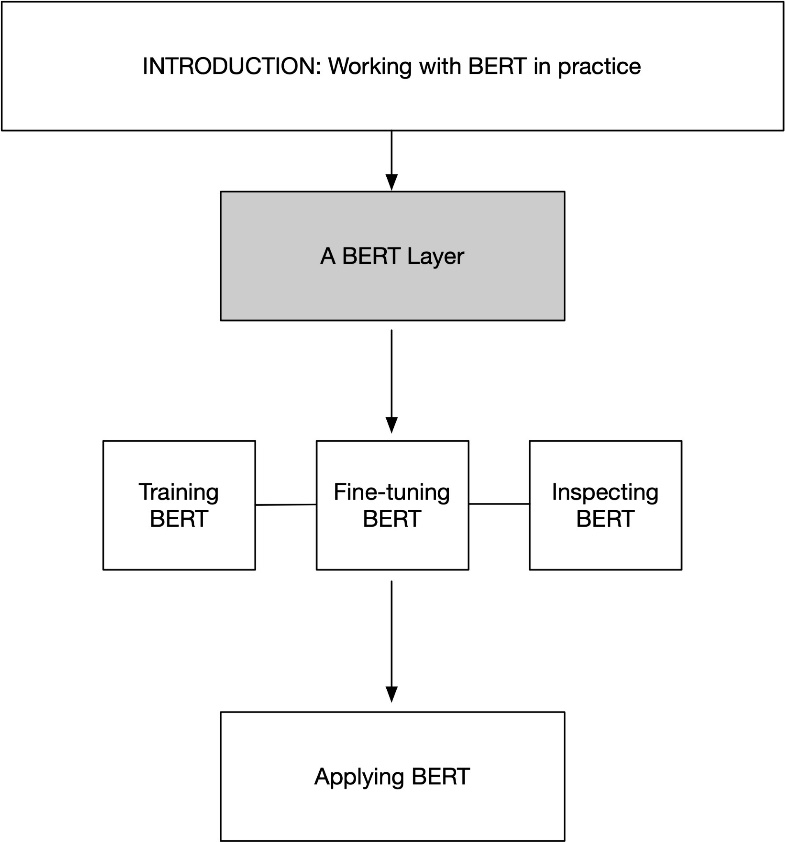 INTRODUCTION: Working with BERT in practice
A BERT Layer
Training
BERT
Fine-tuning
BERT
Inspecting
BERT
Applying BERT